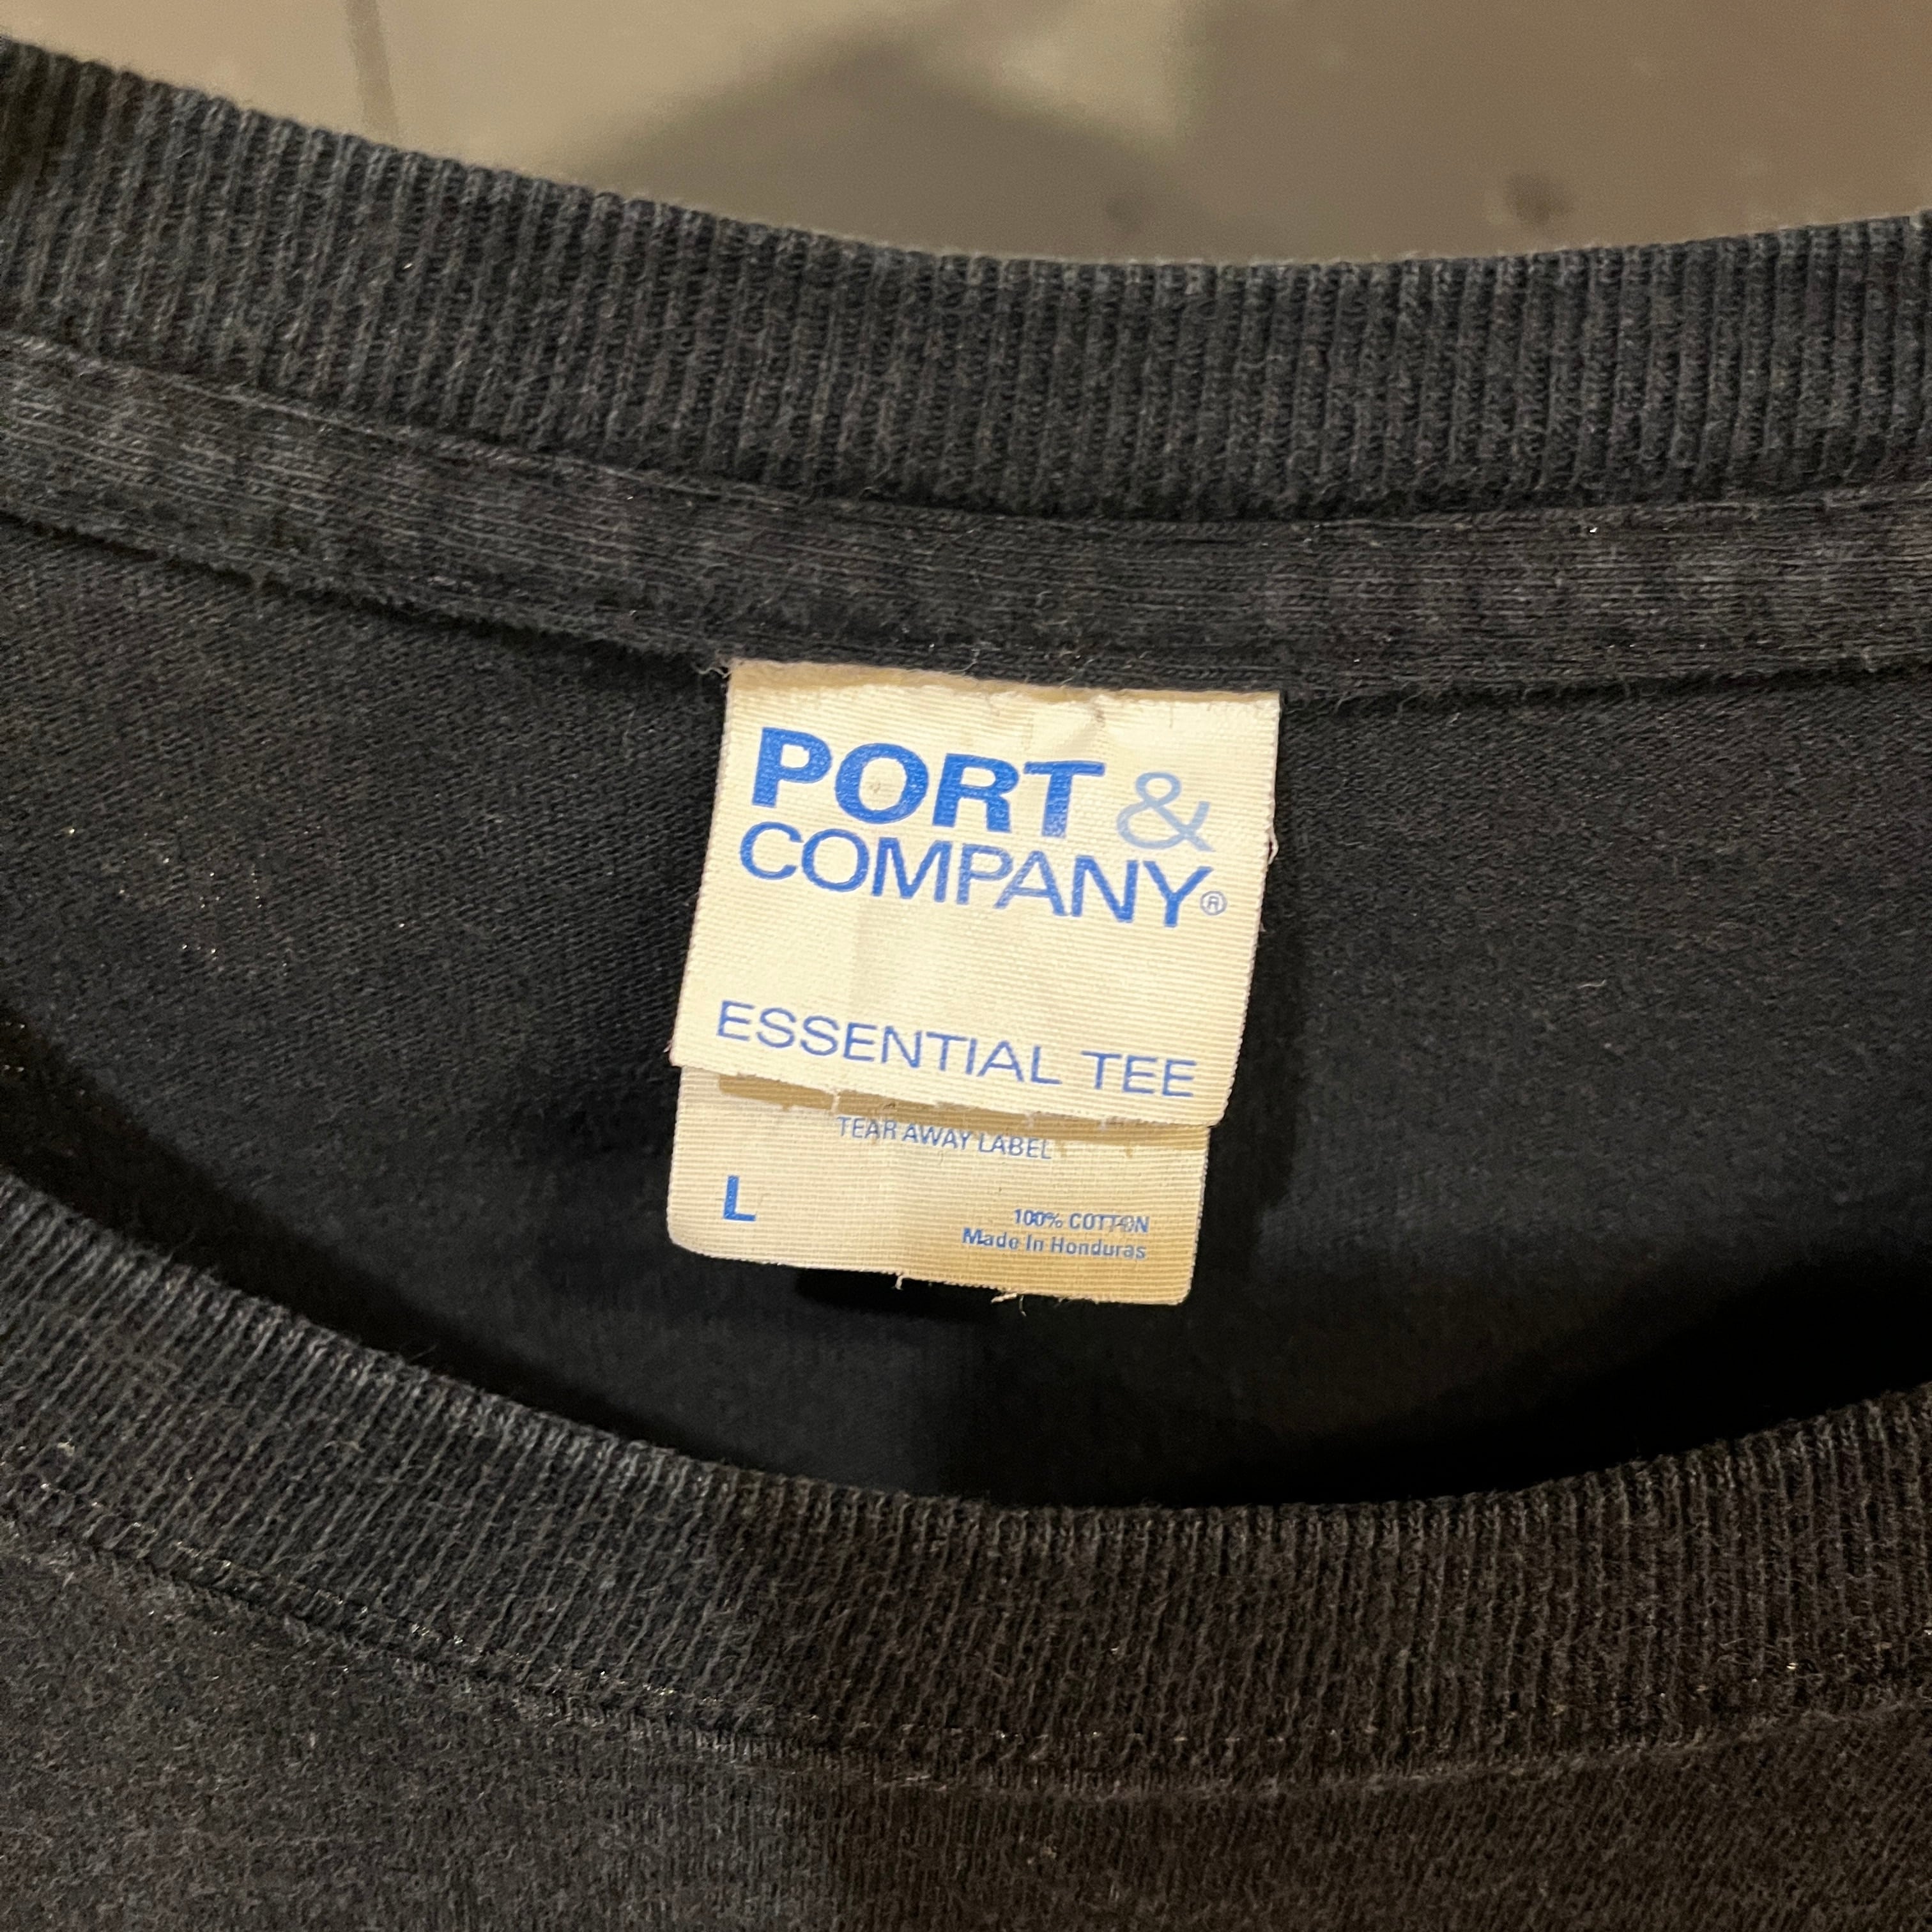 PORT &
COMPANY®
ESSENTIAL TEE
TEAR AWAY LABEL
L
100% COTTON
Made In Honduras